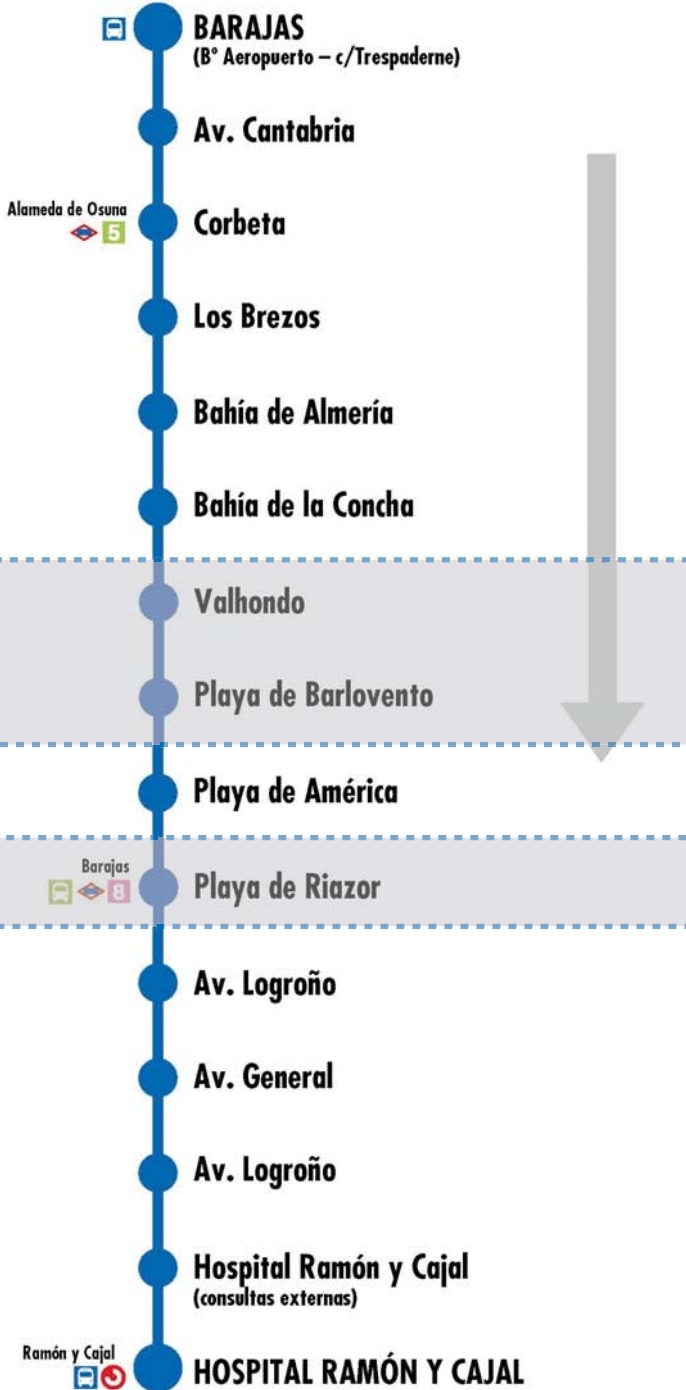 BARAJAS
(Bº Aeropuerto – c/Trespaderne)
Av. Cantabria
Alameda de Osuna
5
Corbeta
Los Brezos
Bahía de Almería
Bahía de la Concha
Valhondo
Playa de Barlovento
Playa de América
Barajas
8
Playa de Riazor
Av. Logroño
Av. General
Av. Logroño
Hospital Ramón y Cajal
(consultas externas)
Ramón y Cajal
HOSPITAL RAMÓN Y CAJAL